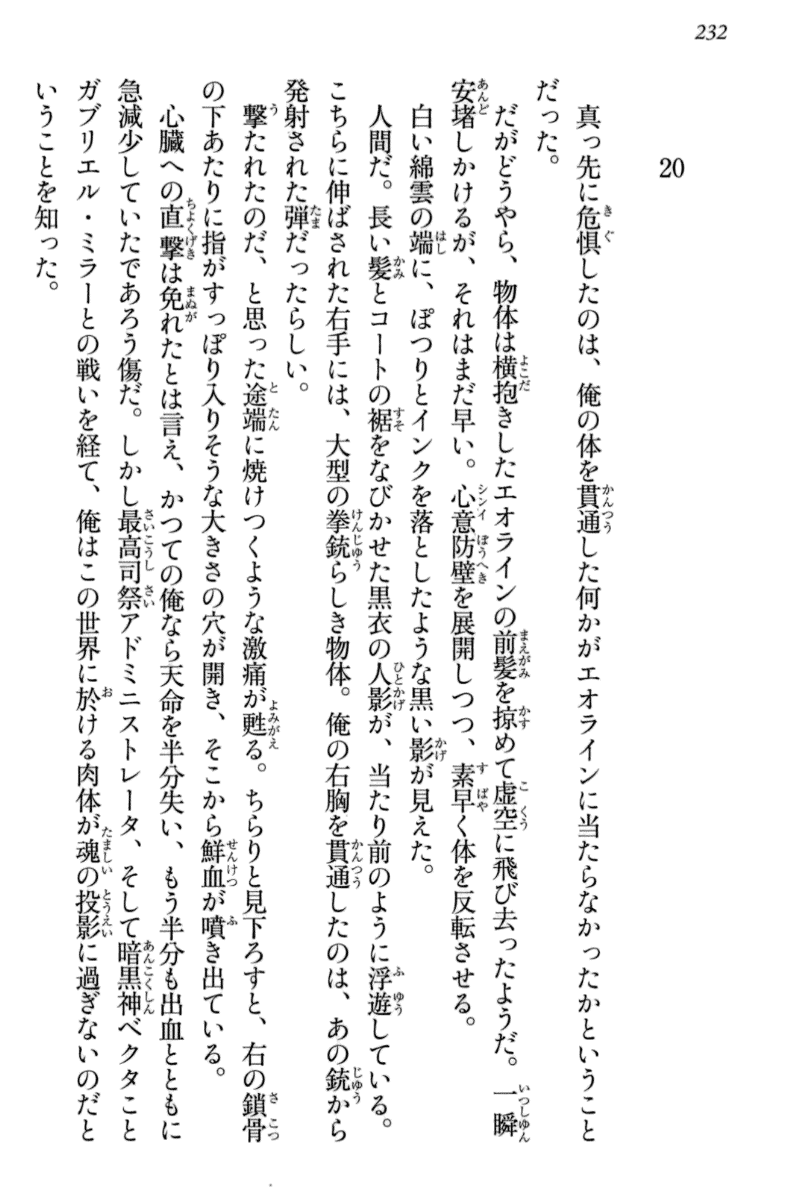 232
20
真っ先に危惧したのは、俺の体を貫通した何かがエオラインに当たらなかったかということ
だった。
だがどうやら、物体は横抱きしたエオラインの前髪を掠めて虚空に飛び去ったようだ。一瞬
安堵しかけるが、それはまだ早い。心意防壁を展開しつつ、素早く体を反転させる。
白い綿雲の端に、ぽつりとインクを落としたような黒い影が見えた。
人間だ。長い髪とコートの裾をなびかせた黒衣の人影が、当たり前のように浮遊している。
こちらに伸ばされた右手には、大型の拳銃らしき物体。俺の右胸を貫通したのは、あの銃から
発射された弾だったらしい。
撃たれたのだ、と思った途端に焼けつくような激痛が甦る。ちらりと見下ろすと、右の鎖骨
の下あたりに指がすっぽり入りそうな大きさの穴が開き、そこから鮮血が噴き出ている。
心臓への直撃は免れたとは言え、かつての俺なら天命を半分失い、もう半分も出血とともに
急減少していたであろう傷だ。しかし最高司祭アドミニストレータ、そして暗黒神ベクタこと
ガブリエル・ミラーとの戦いを経て、俺はこの世界に於ける肉体が魂の投影に過ぎないのだと
いうことを知った。